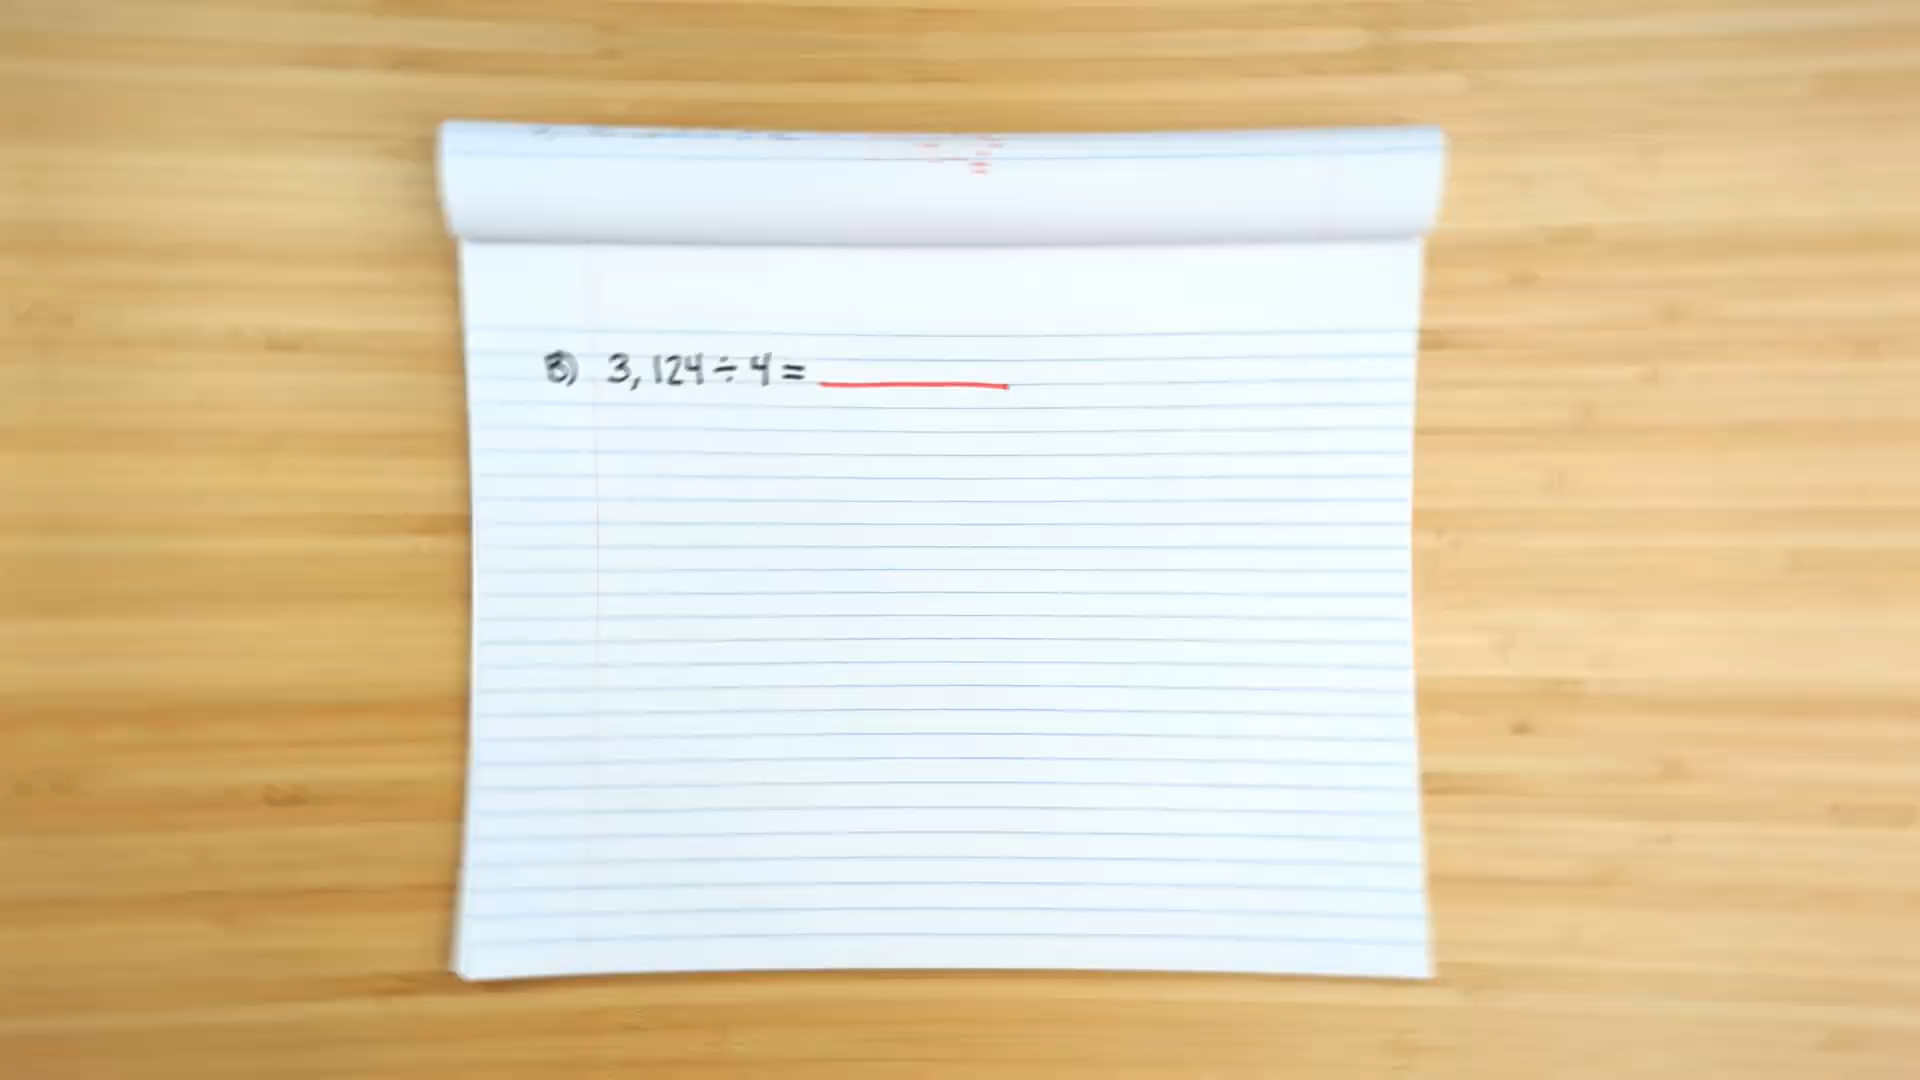 3) 3,124 ÷ 4 =